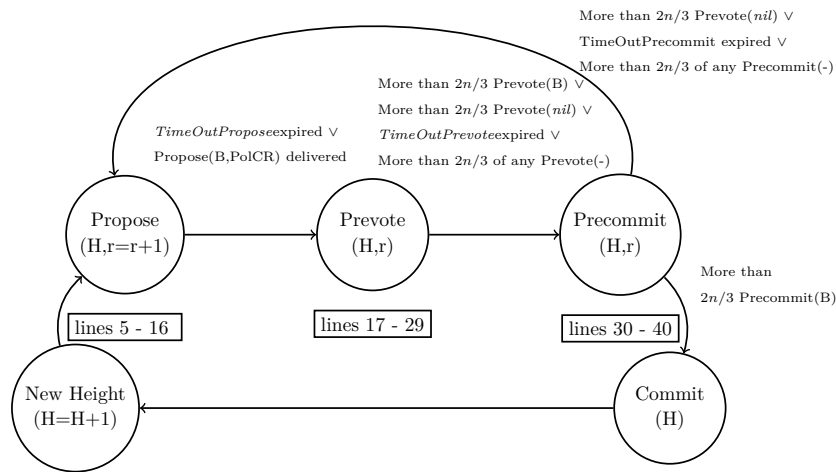 More than 2n/3 Prevote(nil) ∨
TimeOutPrecommit expired ∨
More than 2n/3 of any Precommit(-)
More than 2n/3 Prevote(B) ∨
More than 2n/3 Prevote(nil) ∨
TimeOutPrevoteexpired ∨
More than 2n/3 of any Prevote(-)
TimeOutProposeexpired ∨
Propose(B,PolCR) delivered
Propose
(H,r=r+1)
Prevote
(H,r)
Precommit
(H,r)
More than
2n/3 Precommit(B)
lines 5 - 16
lines 17 - 29
lines 30 - 40
New Height
(H=H+1)
Commit
(H)